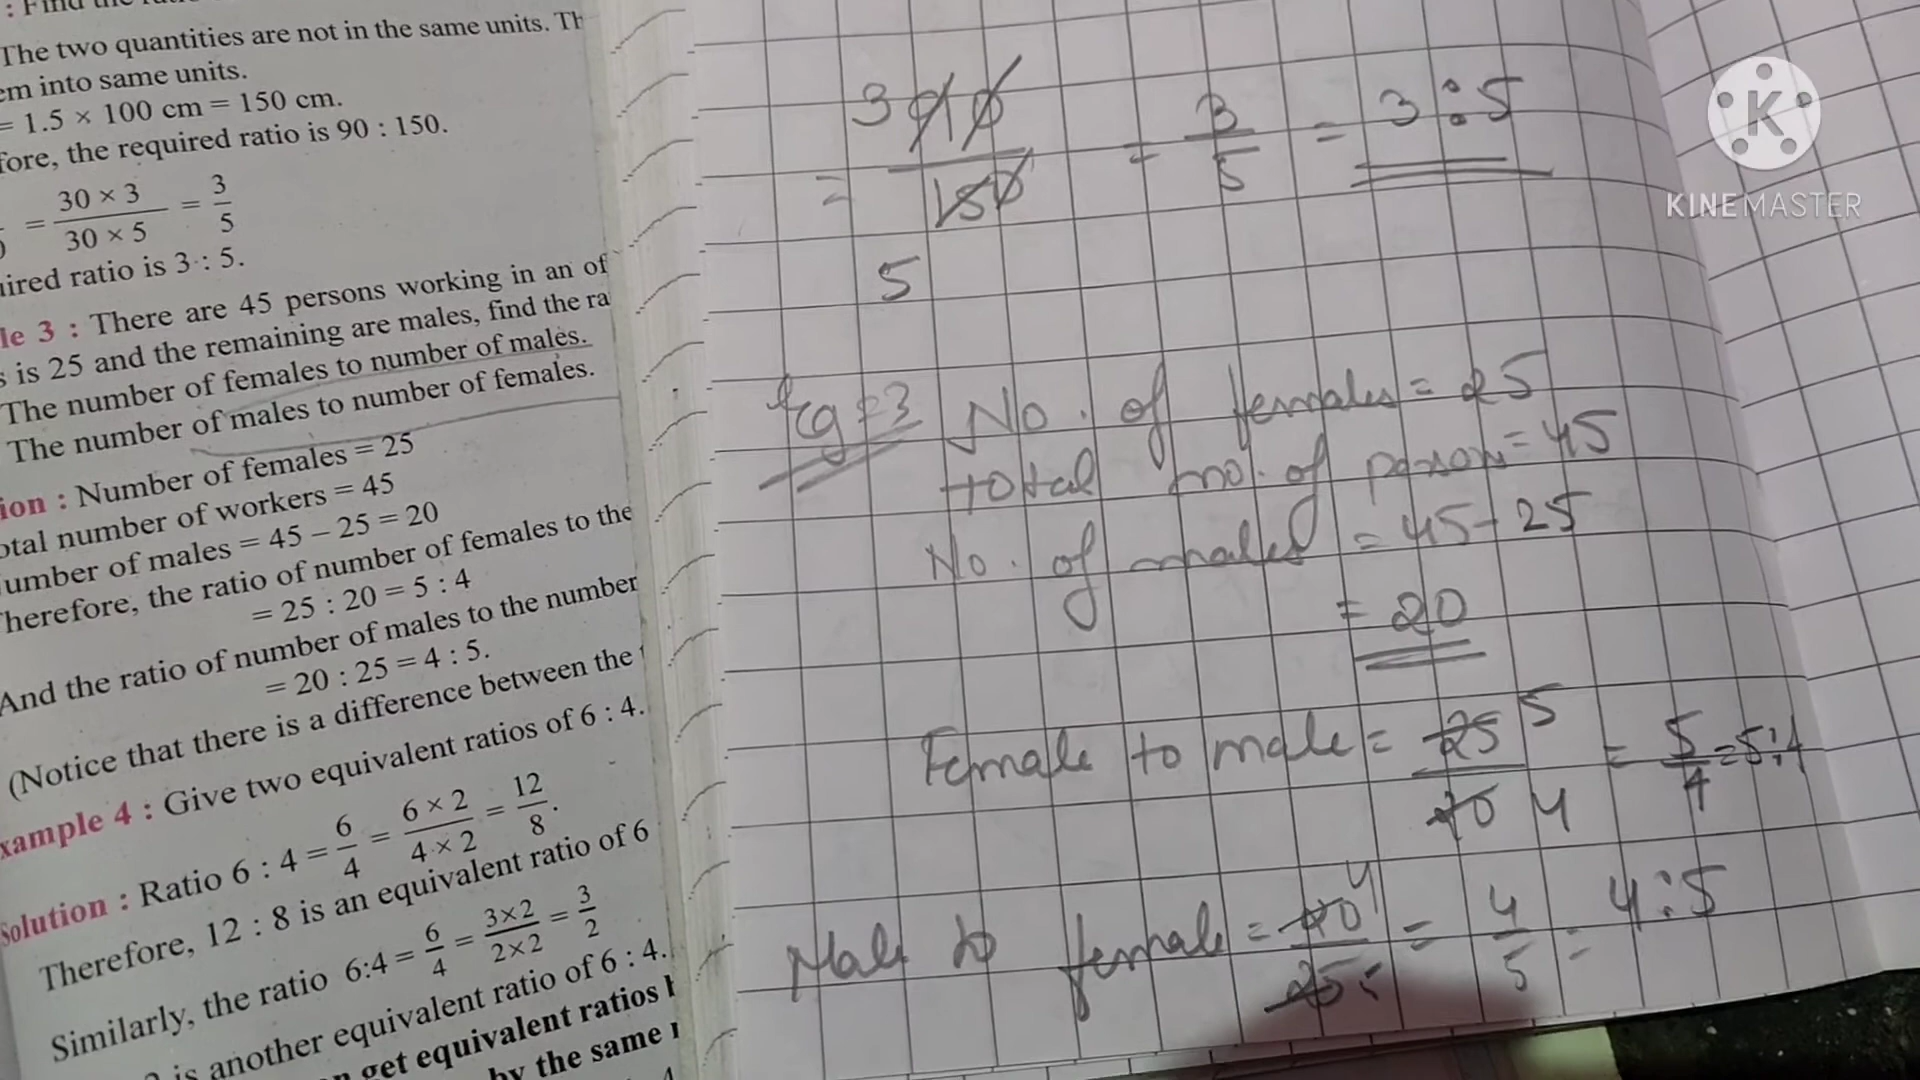 The two quantities are not in the same units. Th
em into same units.
= 1.5 × 100 cm = 150 cm.
fore, the required ratio is 90 : 150.
= 30 × 3 / 30 × 5 = 3/5
uired ratio is 3 : 5.
le 3 : There are 45 persons working in an of
s is 25 and the remaining are males, find the ra
The number of females to number of males.
The number of males to number of females.
ion : Number of females = 25
otal number of workers = 45
umber of males = 45 – 25 = 20
herefore, the ratio of number of females to the
= 25 : 20 = 5 : 4
And the ratio of number of males to the number
= 20 : 25 = 4 : 5.
(Notice that there is a difference between the
xample 4 : Give two equivalent ratios of 6 : 4.
Solution : Ratio 6 : 4 = 6/4 = 6 × 2 / 4 × 2 = 12/8.
Therefore, 12 : 8 is an equivalent ratio of 6
Similarly, the ratio 6:4 = 6/4 = 3×2 / 2×2 = 3/2
is another equivalent ratio of 6 : 4.
get equivalent ratios
by the same
= 3 90 / 150 5 = 3/5 = 3 : 5
Eg = 3 No. of females = 25
total no. of person = 45
No. of males = 45 - 25
= 20
Female to male = 25 5 / 20 4 = 5/4 = 5:4
Male to female = 20 4 / 25 5 = 4/5 = 4:5
K
KINEMASTER